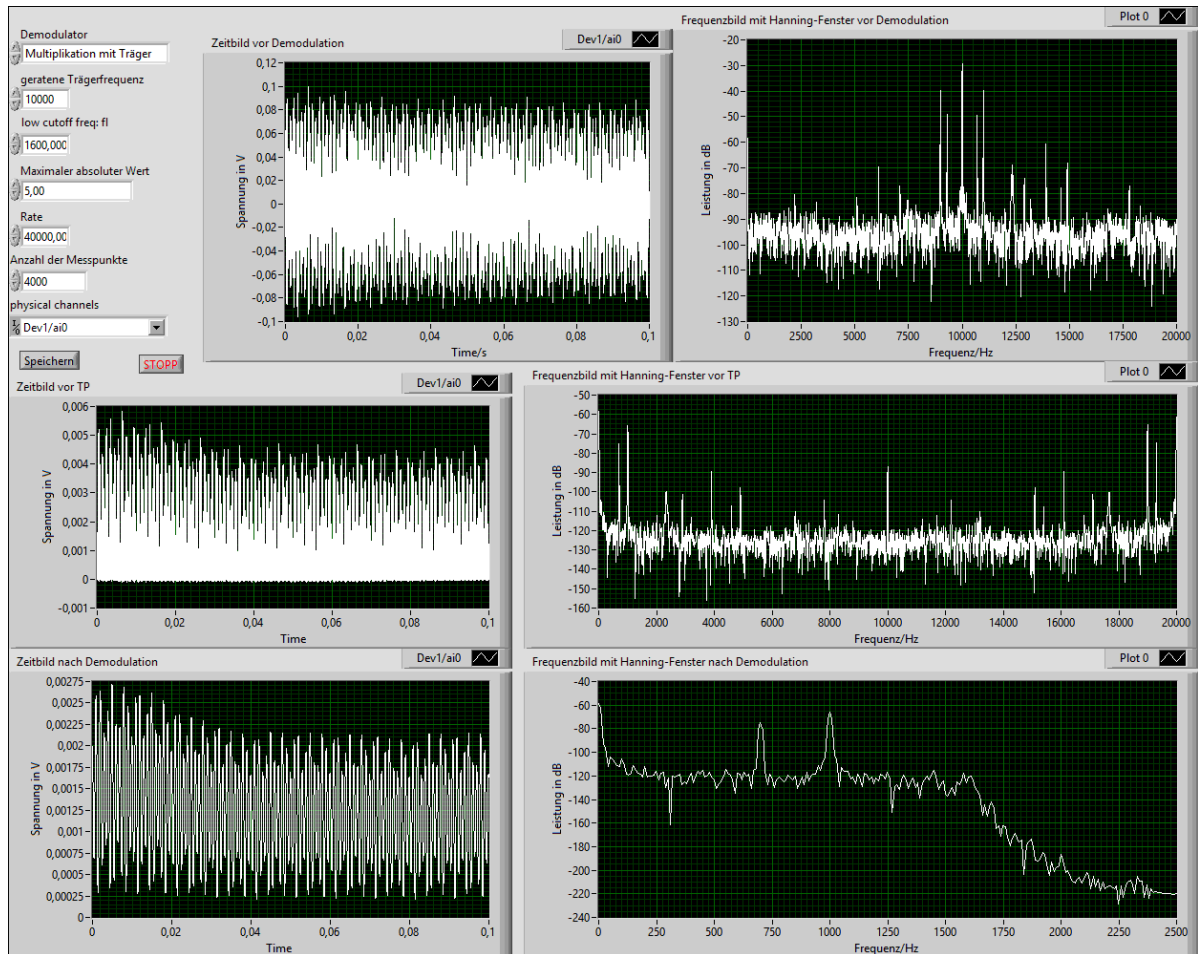 Demodulator
Multiplikation mit Träger
geratene Trägerfrequenz
10000
low cutoff freq: fl
1600,000
Maximaler absoluter Wert
5,00
Rate
40000,00
Anzahl der Messpunkte
4000
physical channels
Dev1/ai0
Speichern
STOPP
Zeitbild vor Demodulation
Dev1/ai0
Spannung in V
0,12
0,1
0,08
0,06
0,04
0,02
0
-0,02
-0,04
-0,06
-0,08
-0,1
0 0,02 0,04 0,06 0,08 0,1
Time/s
Frequenzbild mit Hanning-Fenster vor Demodulation
Plot 0
Leistung in dB
-20
-30
-40
-50
-60
-70
-80
-90
-100
-110
-120
-130
0 2500 5000 7500 10000 12500 15000 17500 20000
Frequenz/Hz
Zeitbild vor TP
Dev1/ai0
Spannung in V
0,006
0,005
0,004
0,003
0,002
0,001
0
-0,001
0 0,02 0,04 0,06 0,08 0,1
Time
Frequenzbild mit Hanning-Fenster vor TP
Plot 0
Leistung in dB
-50
-60
-70
-80
-90
-100
-110
-120
-130
-140
-150
-160
0 2000 4000 6000 8000 10000 12000 14000 16000 18000 20000
Frequenz/Hz
Zeitbild nach Demodulation
Dev1/ai0
Spannung in V
0,00275
0,0025
0,00225
0,002
0,00175
0,0015
0,00125
0,001
0,00075
0,0005
0,00025
0
0 0,02 0,04 0,06 0,08 0,1
Time
Frequenzbild mit Hanning-Fenster nach Demodulation
Plot 0
Leistung in dB
-40
-60
-80
-100
-120
-140
-160
-180
-200
-220
-240
0 250 500 750 1000 1250 1500 1750 2000 2250 2500
Frequenz/Hz